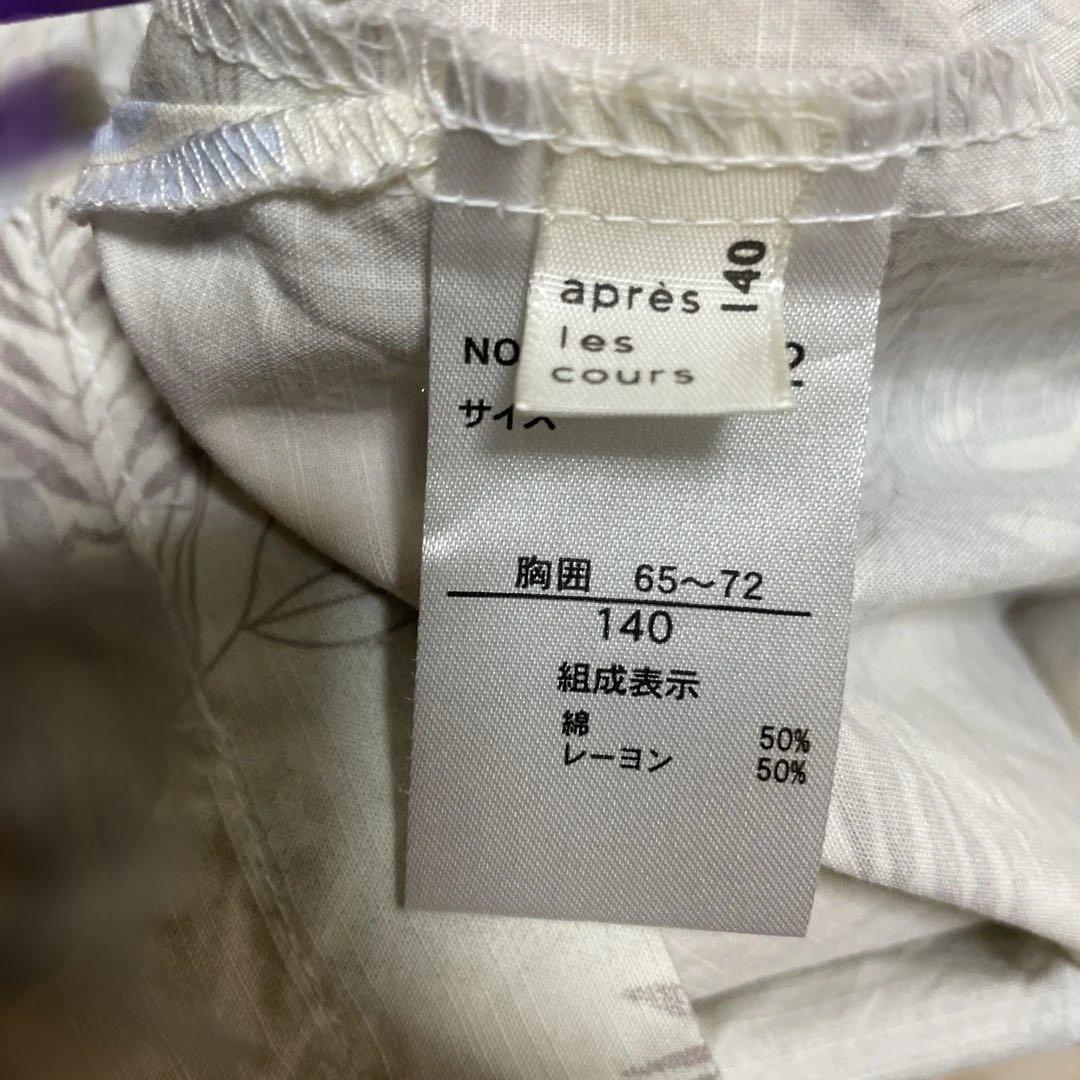 après
les
cours
140
NO
サイ
胸囲 65～72
140
組成表示
綿 50%
レーヨン 50%